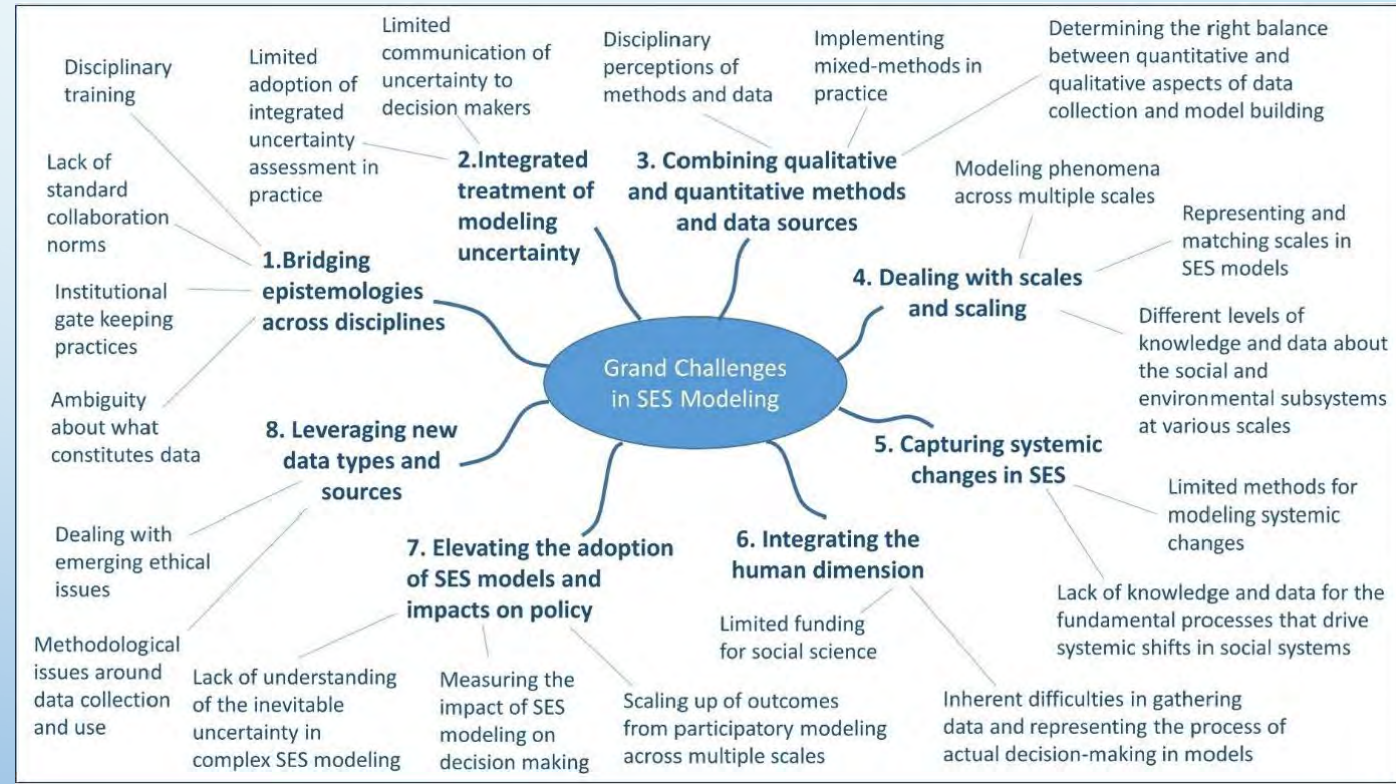 Grand Challenges
in SES Modeling
1.Bridging
epistemologies
across disciplines
Disciplinary
training
Lack of
standard
collaboration
norms
Institutional
gate keeping
practices
Ambiguity
about what
constitutes data
2.Integrated
treatment of
modeling
uncertainty
Limited
adoption of
integrated
uncertainty
assessment in
practice
Limited
communication of
uncertainty to
decision makers
3. Combining qualitative
and quantitative methods
and data sources
Disciplinary
perceptions of
methods and data
Implementing
mixed-methods in
practice
Determining the right balance
between quantitative and
qualitative aspects of data
collection and model building
4. Dealing with scales
and scaling
Modeling phenomena
across multiple scales
Representing and
matching scales in
SES models
Different levels of
knowledge and data about
the social and
environmental subsystems
at various scales
5. Capturing systemic
changes in SES
Limited methods for
modeling systemic
changes
Lack of knowledge and data for the
fundamental processes that drive
systemic shifts in social systems
6. Integrating the
human dimension
Limited funding
for social science
Inherent difficulties in gathering
data and representing the process of
actual decision-making in models
7. Elevating the adoption
of SES models and
impacts on policy
Lack of understanding
of the inevitable
uncertainty in
complex SES modeling
Measuring the
impact of SES
modeling on
decision making
Scaling up of outcomes
from participatory modeling
across multiple scales
8. Leveraging new
data types and
sources
Dealing with
emerging ethical
issues
Methodological
issues around
data collection
and use